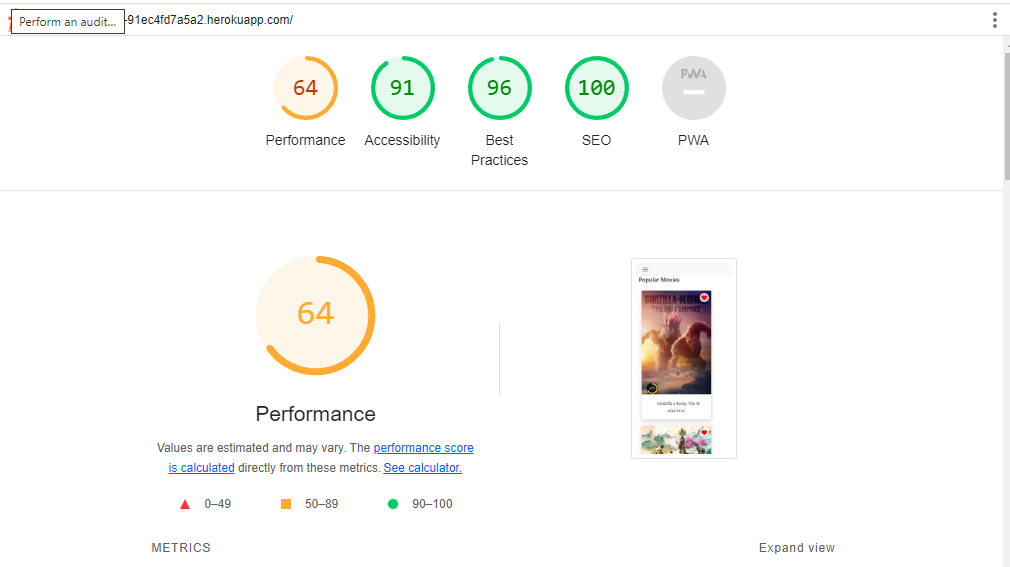 Perform an audit...
-91ec4fd7a5a2.herokuapp.com/
64
91
96
100
PWA
Performance
Accessibility
Best
Practices
SEO
PWA
64
Performance
Values are estimated and may vary. The performance score
is calculated directly from these metrics. See calculator.
0–49
50–89
90–100
METRICS
Expand view
Popular Movies
GODZILLA KONG
THE NEW EMPIRE
Godzilla x Kong: The N